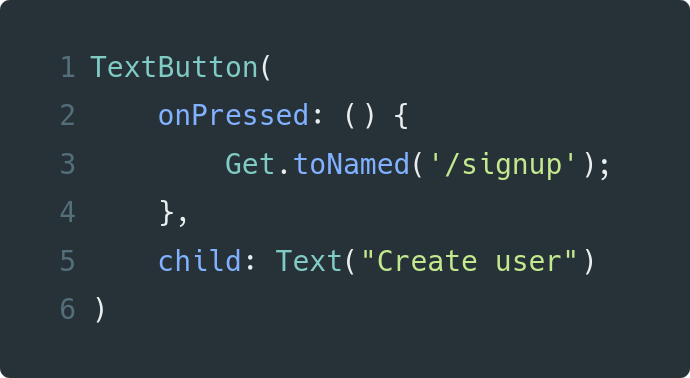 1 TextButton(
2     onPressed: () {
3         Get.toNamed('/signup');
4     },
5     child: Text("Create user")
6 )